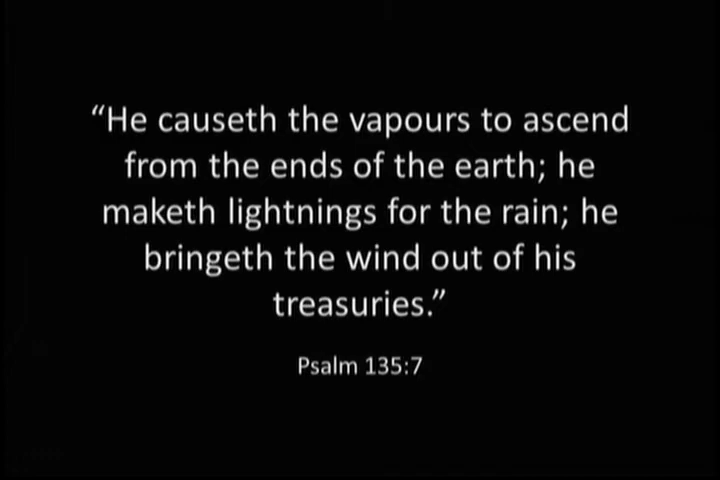 “He causeth the vapours to ascend
from the ends of the earth; he
maketh lightnings for the rain; he
bringeth the wind out of his
treasuries.”
Psalm 135:7